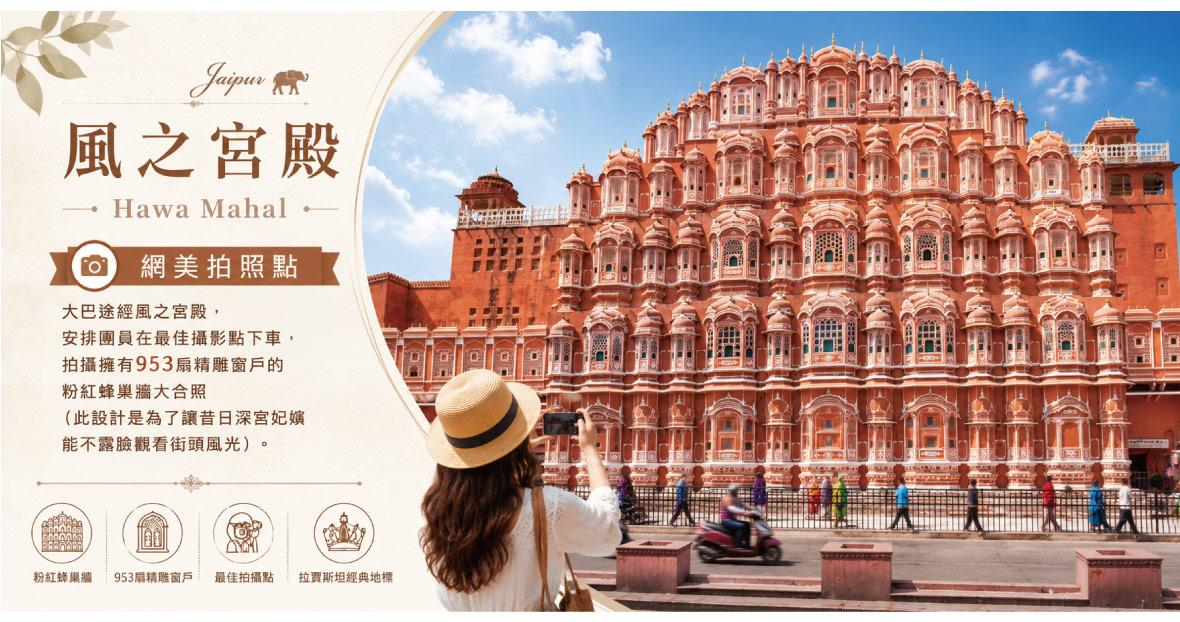 Jaipur
風之宮殿
Hawa Mahal
網美拍照點
大巴途經風之宮殿，
安排團員在最佳攝影點下車，
拍攝擁有953扇精雕窗戶的
粉紅蜂巢牆大合照
（此設計是為了讓昔日深宮妃嬪
能不露臉觀看街頭風光）。
粉紅蜂巢牆
953扇精雕窗戶
最佳拍攝點
拉賈斯坦經典地標